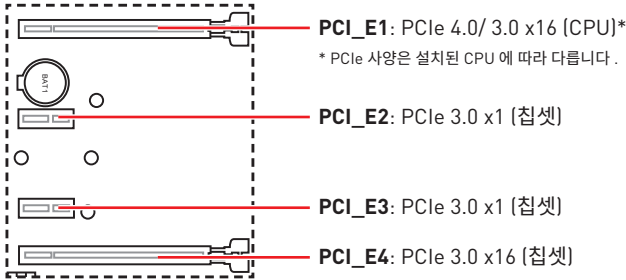 PCI_E1: PCIe 4.0/ 3.0 x16 (CPU)*
* PCIe 사양은 설치된 CPU 에 따라 다릅니다 .
BAT1
PCI_E2: PCIe 3.0 x1 (칩셋)
PCI_E3: PCIe 3.0 x1 (칩셋)
PCI_E4: PCIe 3.0 x16 (칩셋)